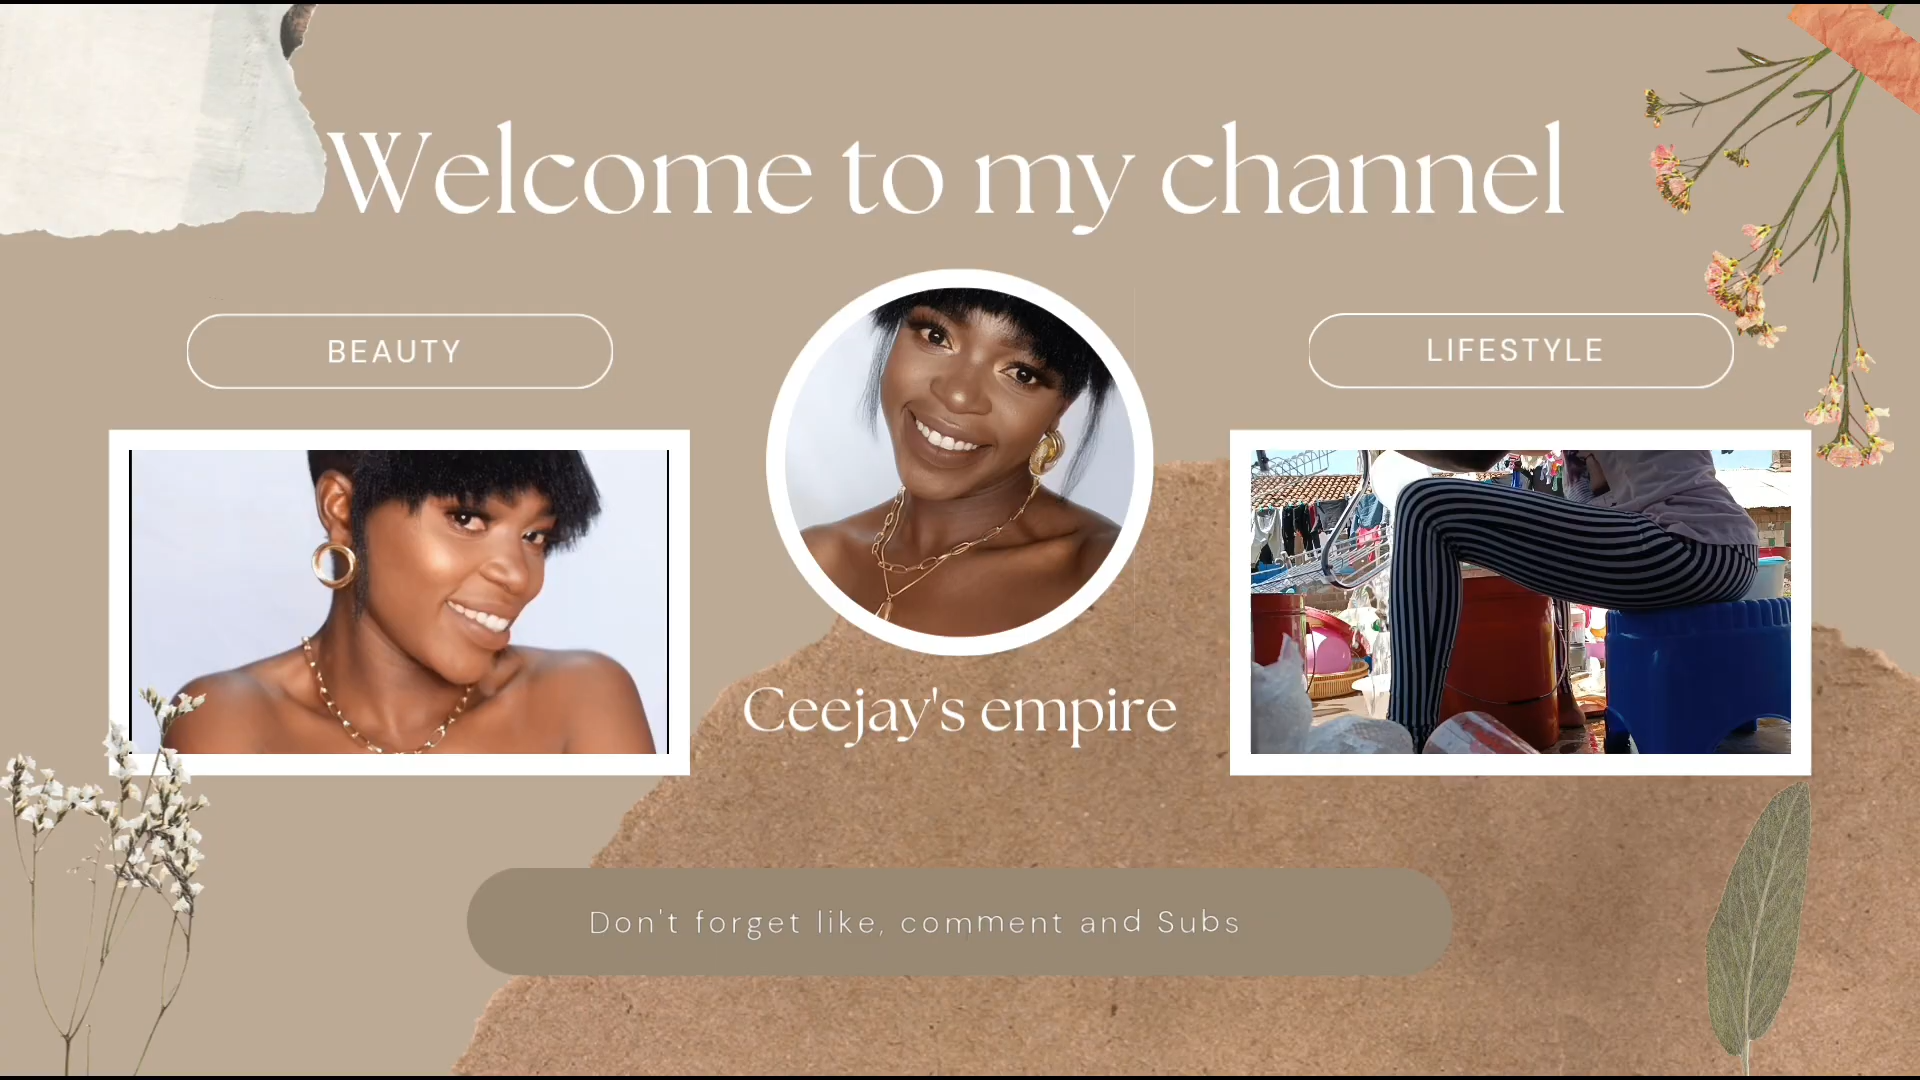 Welcome to my channel
BEAUTY
LIFESTYLE
Ceejay's empire
Don't forget like, comment and Subs